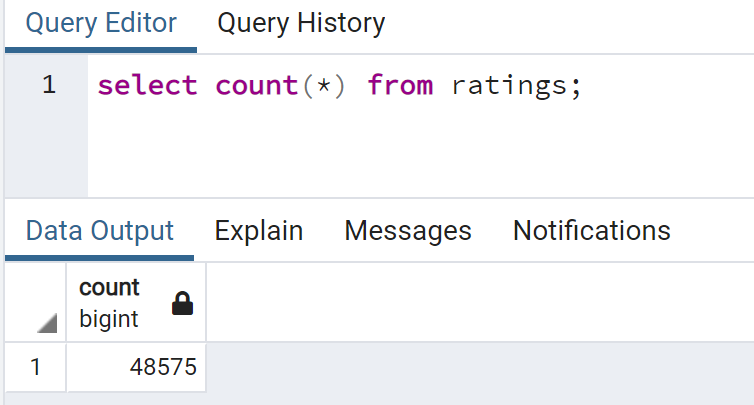 Query Editor Query History
1 select count(*) from ratings;
Data Output Explain Messages Notifications
count
bigint
1 48575